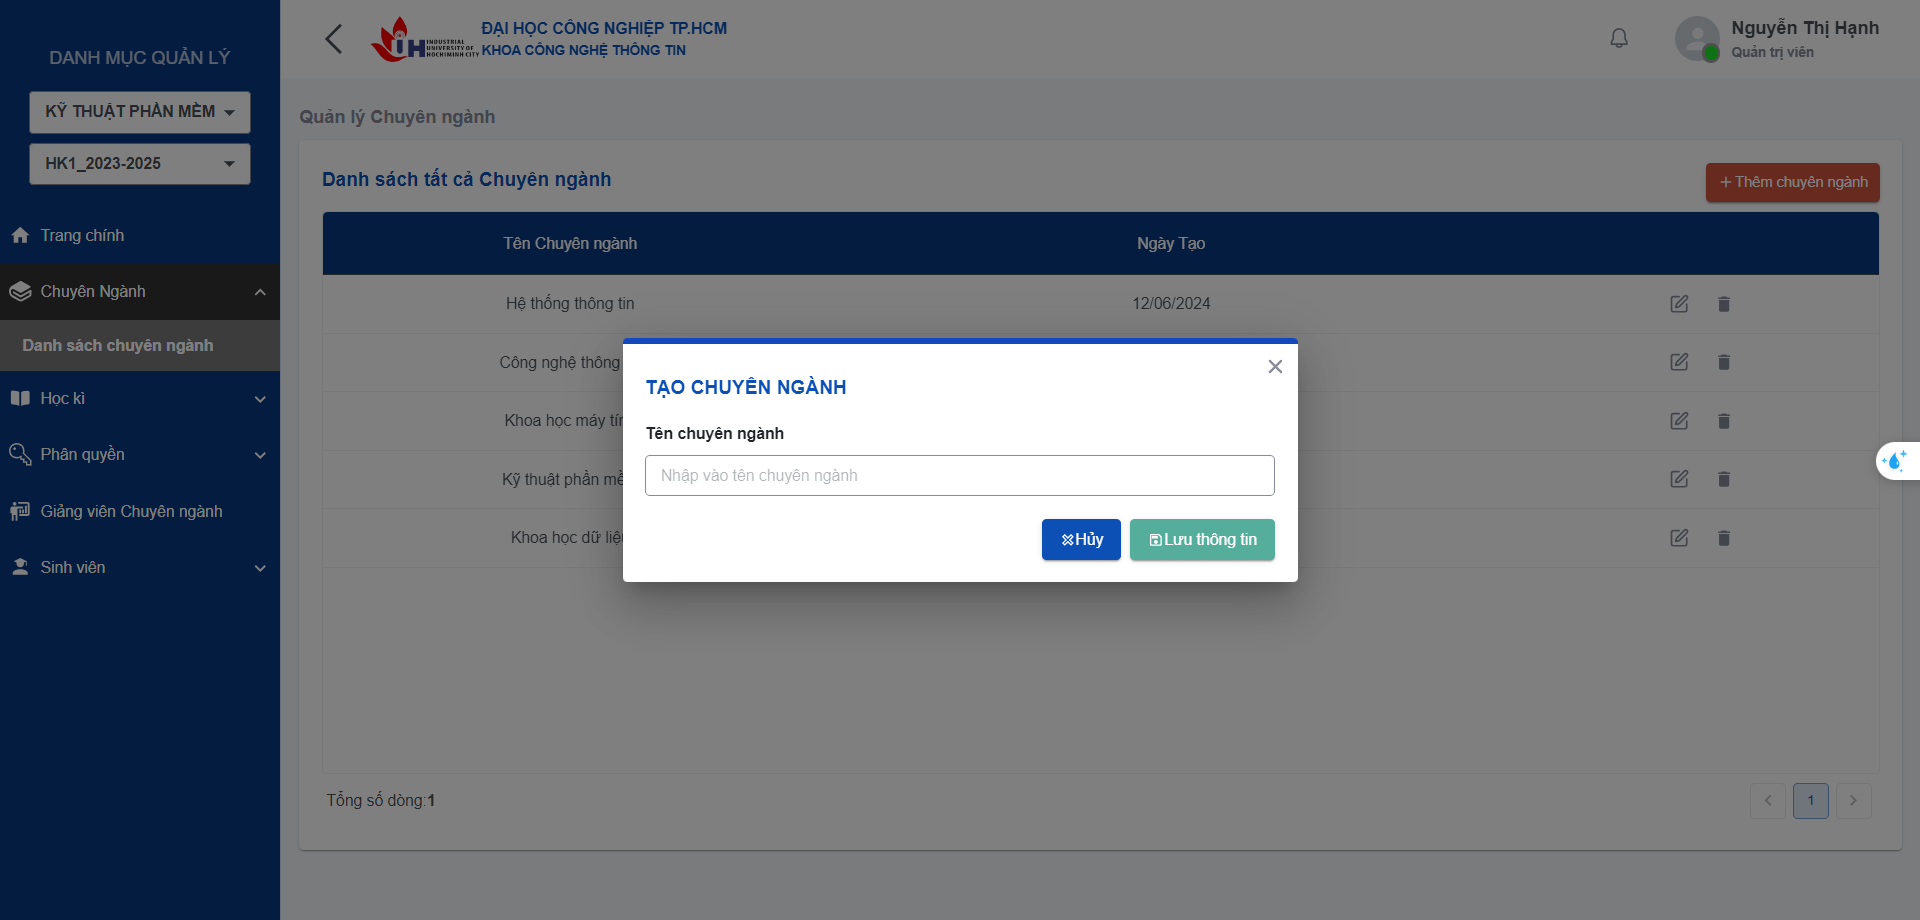 DANH MỤC QUẢN LÝ
KỸ THUẬT PHẦN MỀM
HK1_2023-2025
Trang chính
Chuyên Ngành
Danh sách chuyên ngành
Học kì
Phân quyền
Giảng viên Chuyên ngành
Sinh viên
IUH
INDUSTRIAL
UNIVERSITY OF
HOCHIMINH CITY
ĐẠI HỌC CÔNG NGHIỆP TP.HCM
KHOA CÔNG NGHỆ THÔNG TIN
Nguyễn Thị Hạnh
Quản trị viên
Quản lý Chuyên ngành
Danh sách tất cả Chuyên ngành
Thêm chuyên ngành
Tên Chuyên ngành Ngày Tạo
Hệ thống thông tin 12/06/2024
Công nghệ thông
Khoa học máy tín
Kỹ thuật phần mề
Khoa học dữ liệu
TẠO CHUYÊN NGÀNH
Tên chuyên ngành
Nhập vào tên chuyên ngành
Hủy Lưu thông tin
Tổng số dòng:1
1